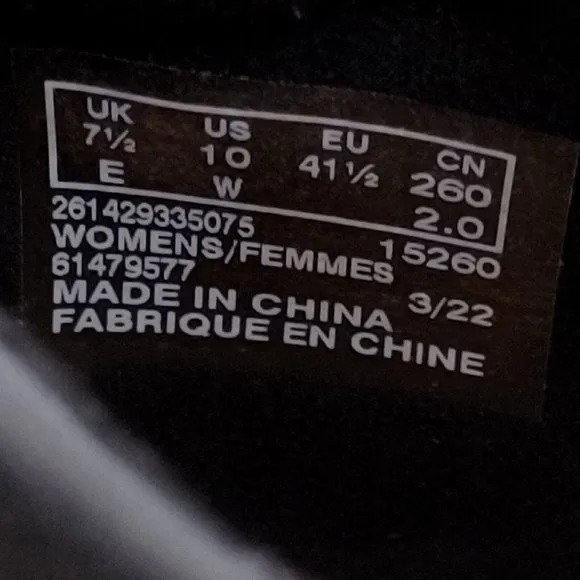 UK US EU CN
7½ 10 41½ 260
E W 2.0
261429335075 15260
WOMENS/FEMMES
61479577 3/22
MADE IN CHINA
FABRIQUE EN CHINE